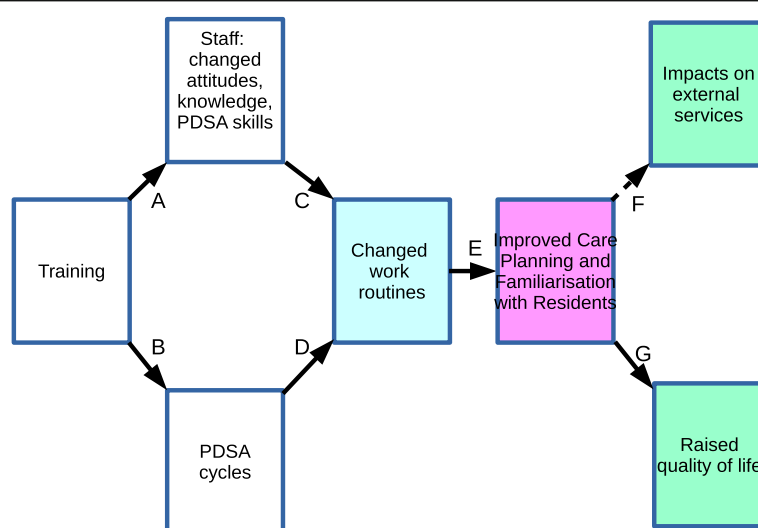 Staff:
changed
attitudes,
knowledge,
PDSA skills
Impacts on
external
services
A
C
F
Training
Changed
work
routines
E
Improved Care
Planning and
Familiarisation
with Residents
B
D
G
PDSA
cycles
Raised
quality of life